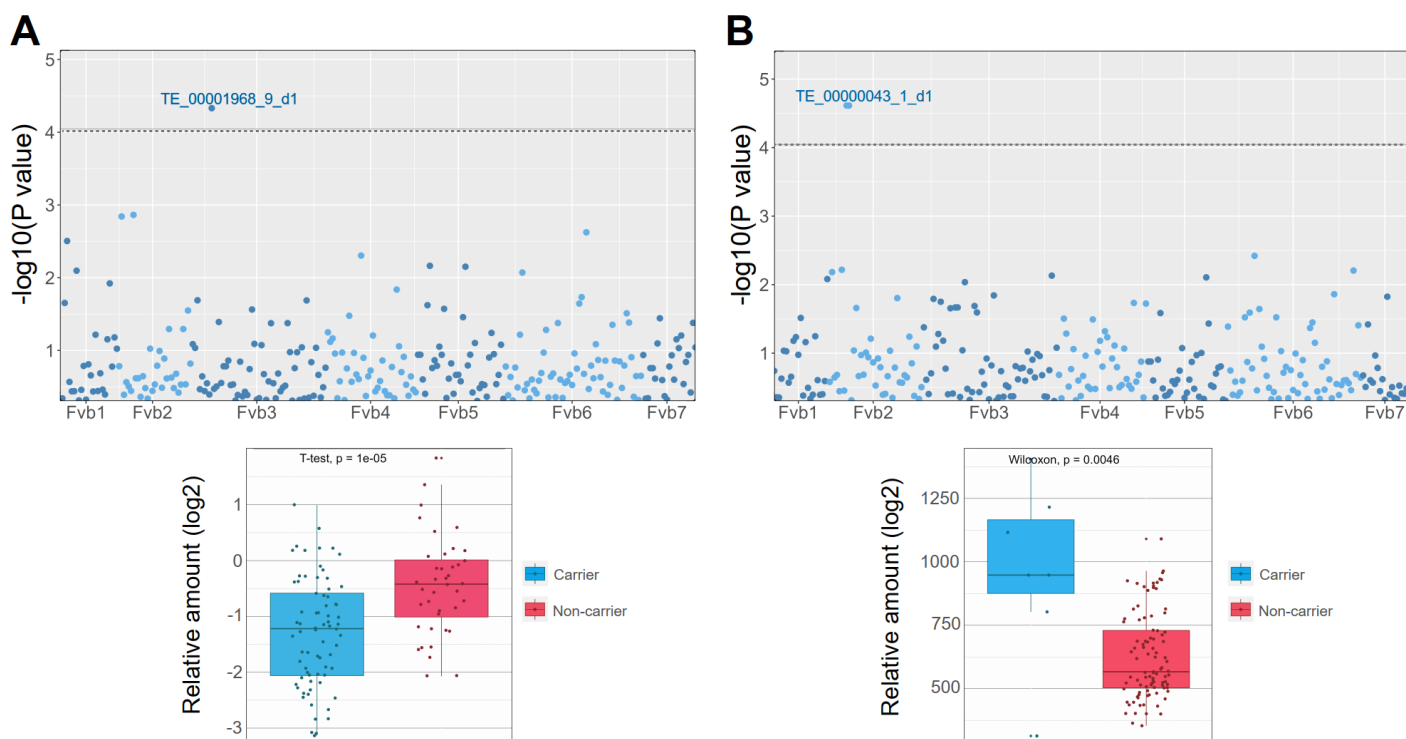 A
5
TE_00001968_9_d1
4
3
2
1
-log10(P value)
Fvb1 Fvb2 Fvb3 Fvb4 Fvb5 Fvb6 Fvb7
T-test, p = 1e-05
1
0
-1
-2
-3
Relative amount (log2)
Carrier
Non-carrier
B
5
TE_00000043_1_d1
4
3
2
1
-log10(P value)
Fvb1 Fvb2 Fvb3 Fvb4 Fvb5 Fvb6 Fvb7
Wilcoxon, p = 0.0046
1250
1000
750
500
Relative amount (log2)
Carrier
Non-carrier